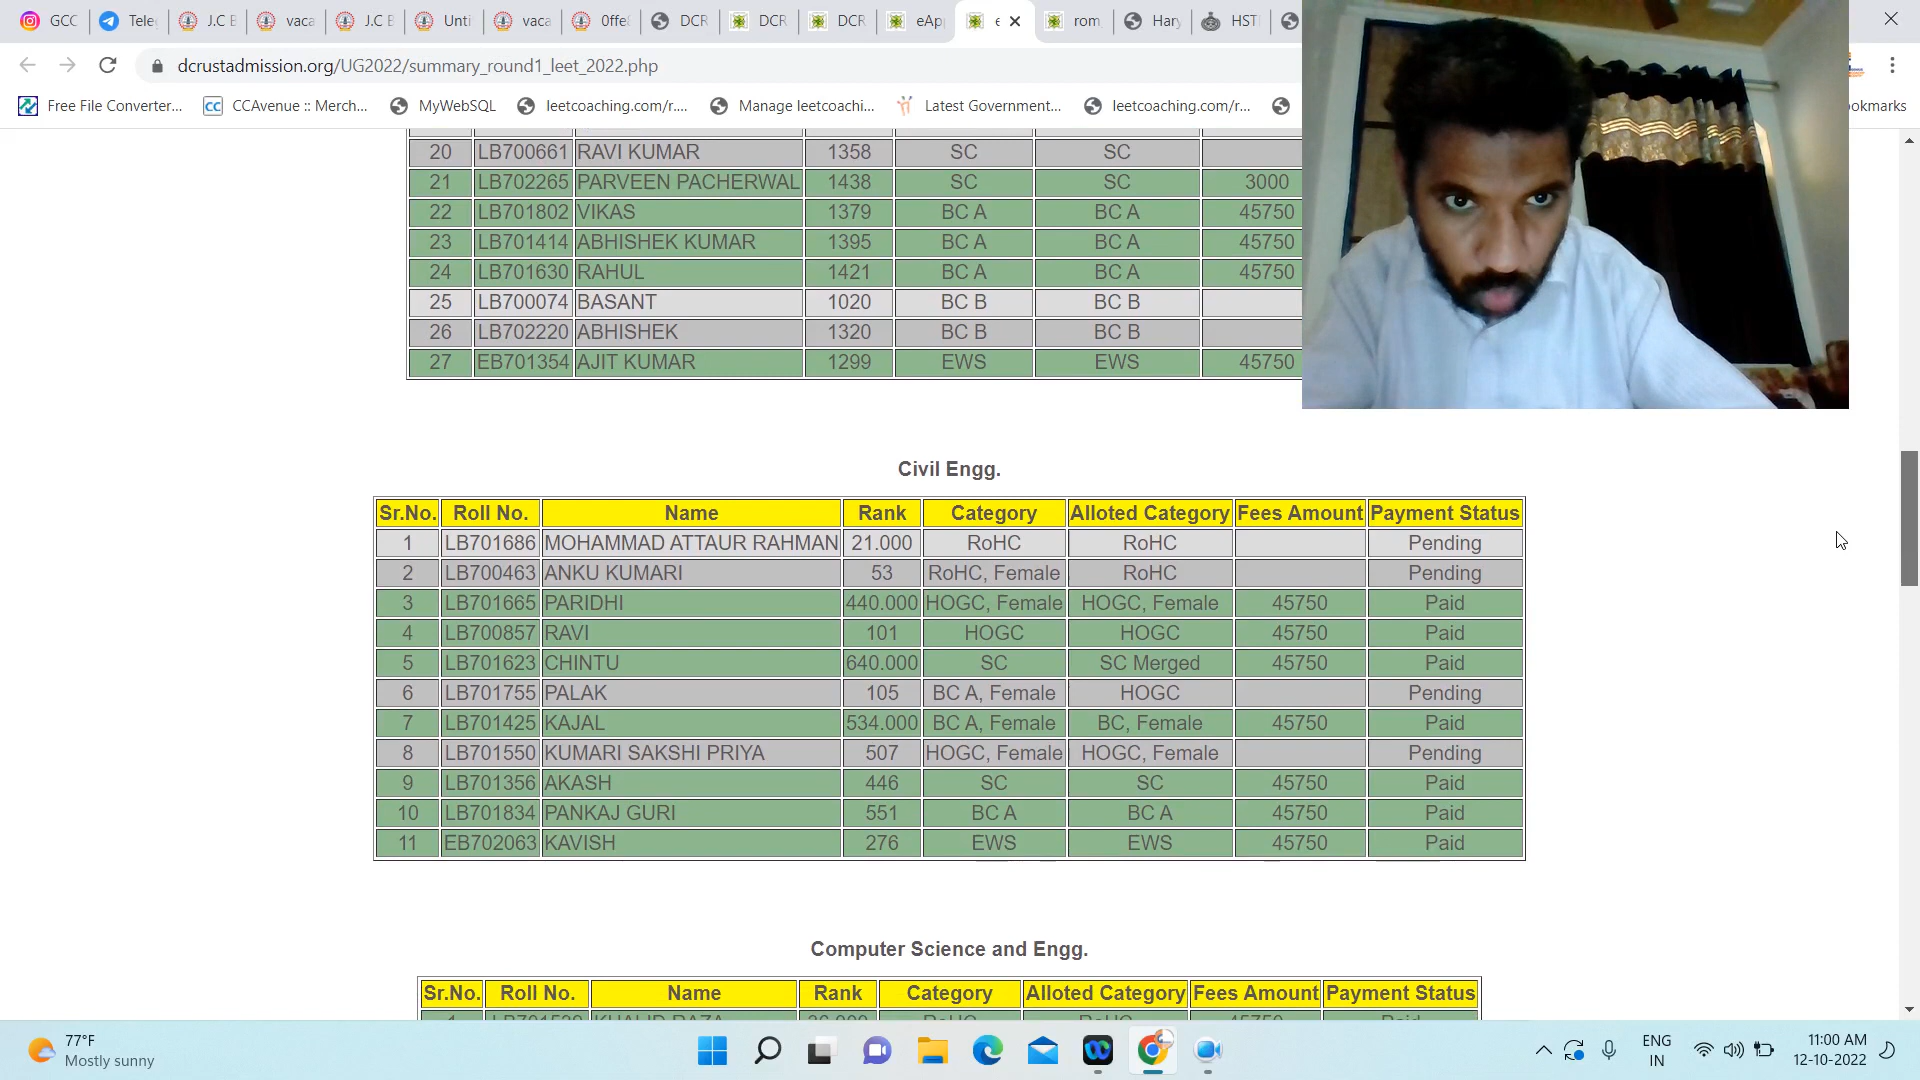 GCC Tele J.C B vaca J.C B Unti vaca Offe DCR DCR DCR eApp e rom Hary HST
dcrustadmission.org/UG2022/summary_round1_leet_2022.php
Free File Converter... CCAvenue :: Merch... MyWebSQL leetcoaching.com/r.... Manage leetcoachi... Latest Government... leetcoaching.com/r... ookmarks
20 LB700661 RAVI KUMAR 1358 SC SC
21 LB702265 PARVEEN PACHERWAL 1438 SC SC 3000
22 LB701802 VIKAS 1379 BC A BC A 45750
23 LB701414 ABHISHEK KUMAR 1395 BC A BC A 45750
24 LB701630 RAHUL 1421 BC A BC A 45750
25 LB700074 BASANT 1020 BC B BC B
26 LB702220 ABHISHEK 1320 BC B BC B
27 EB701354 AJIT KUMAR 1299 EWS EWS 45750
Civil Engg.
Sr.No. Roll No. Name Rank Category Alloted Category Fees Amount Payment Status
1 LB701686 MOHAMMAD ATTAUR RAHMAN 21.000 RoHC RoHC Pending
2 LB700463 ANKU KUMARI 53 RoHC, Female RoHC Pending
3 LB701665 PARIDHI 440.000 HOGC, Female HOGC, Female 45750 Paid
4 LB700857 RAVI 101 HOGC HOGC 45750 Paid
5 LB701623 CHINTU 640.000 SC SC Merged 45750 Paid
6 LB701755 PALAK 105 BC A, Female HOGC Pending
7 LB701425 KAJAL 534.000 BC A, Female BC, Female 45750 Paid
8 LB701550 KUMARI SAKSHI PRIYA 507 HOGC, Female HOGC, Female Pending
9 LB701356 AKASH 446 SC SC 45750 Paid
10 LB701834 PANKAJ GURI 551 BC A BC A 45750 Paid
11 EB702063 KAVISH 276 EWS EWS 45750 Paid
Computer Science and Engg.
Sr.No. Roll No. Name Rank Category Alloted Category Fees Amount Payment Status
77°F
Mostly sunny
ENG
IN
11:00 AM
12-10-2022